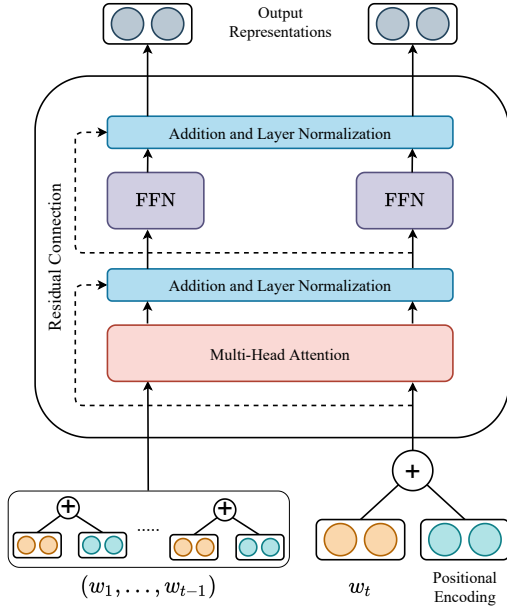 Output
Representations
Addition and Layer Normalization
FFN
FFN
Residual Connection
Addition and Layer Normalization
Multi-Head Attention
+
+
.....
+
(w₁, . . . , wₜ₋₁)
wₜ
Positional
Encoding